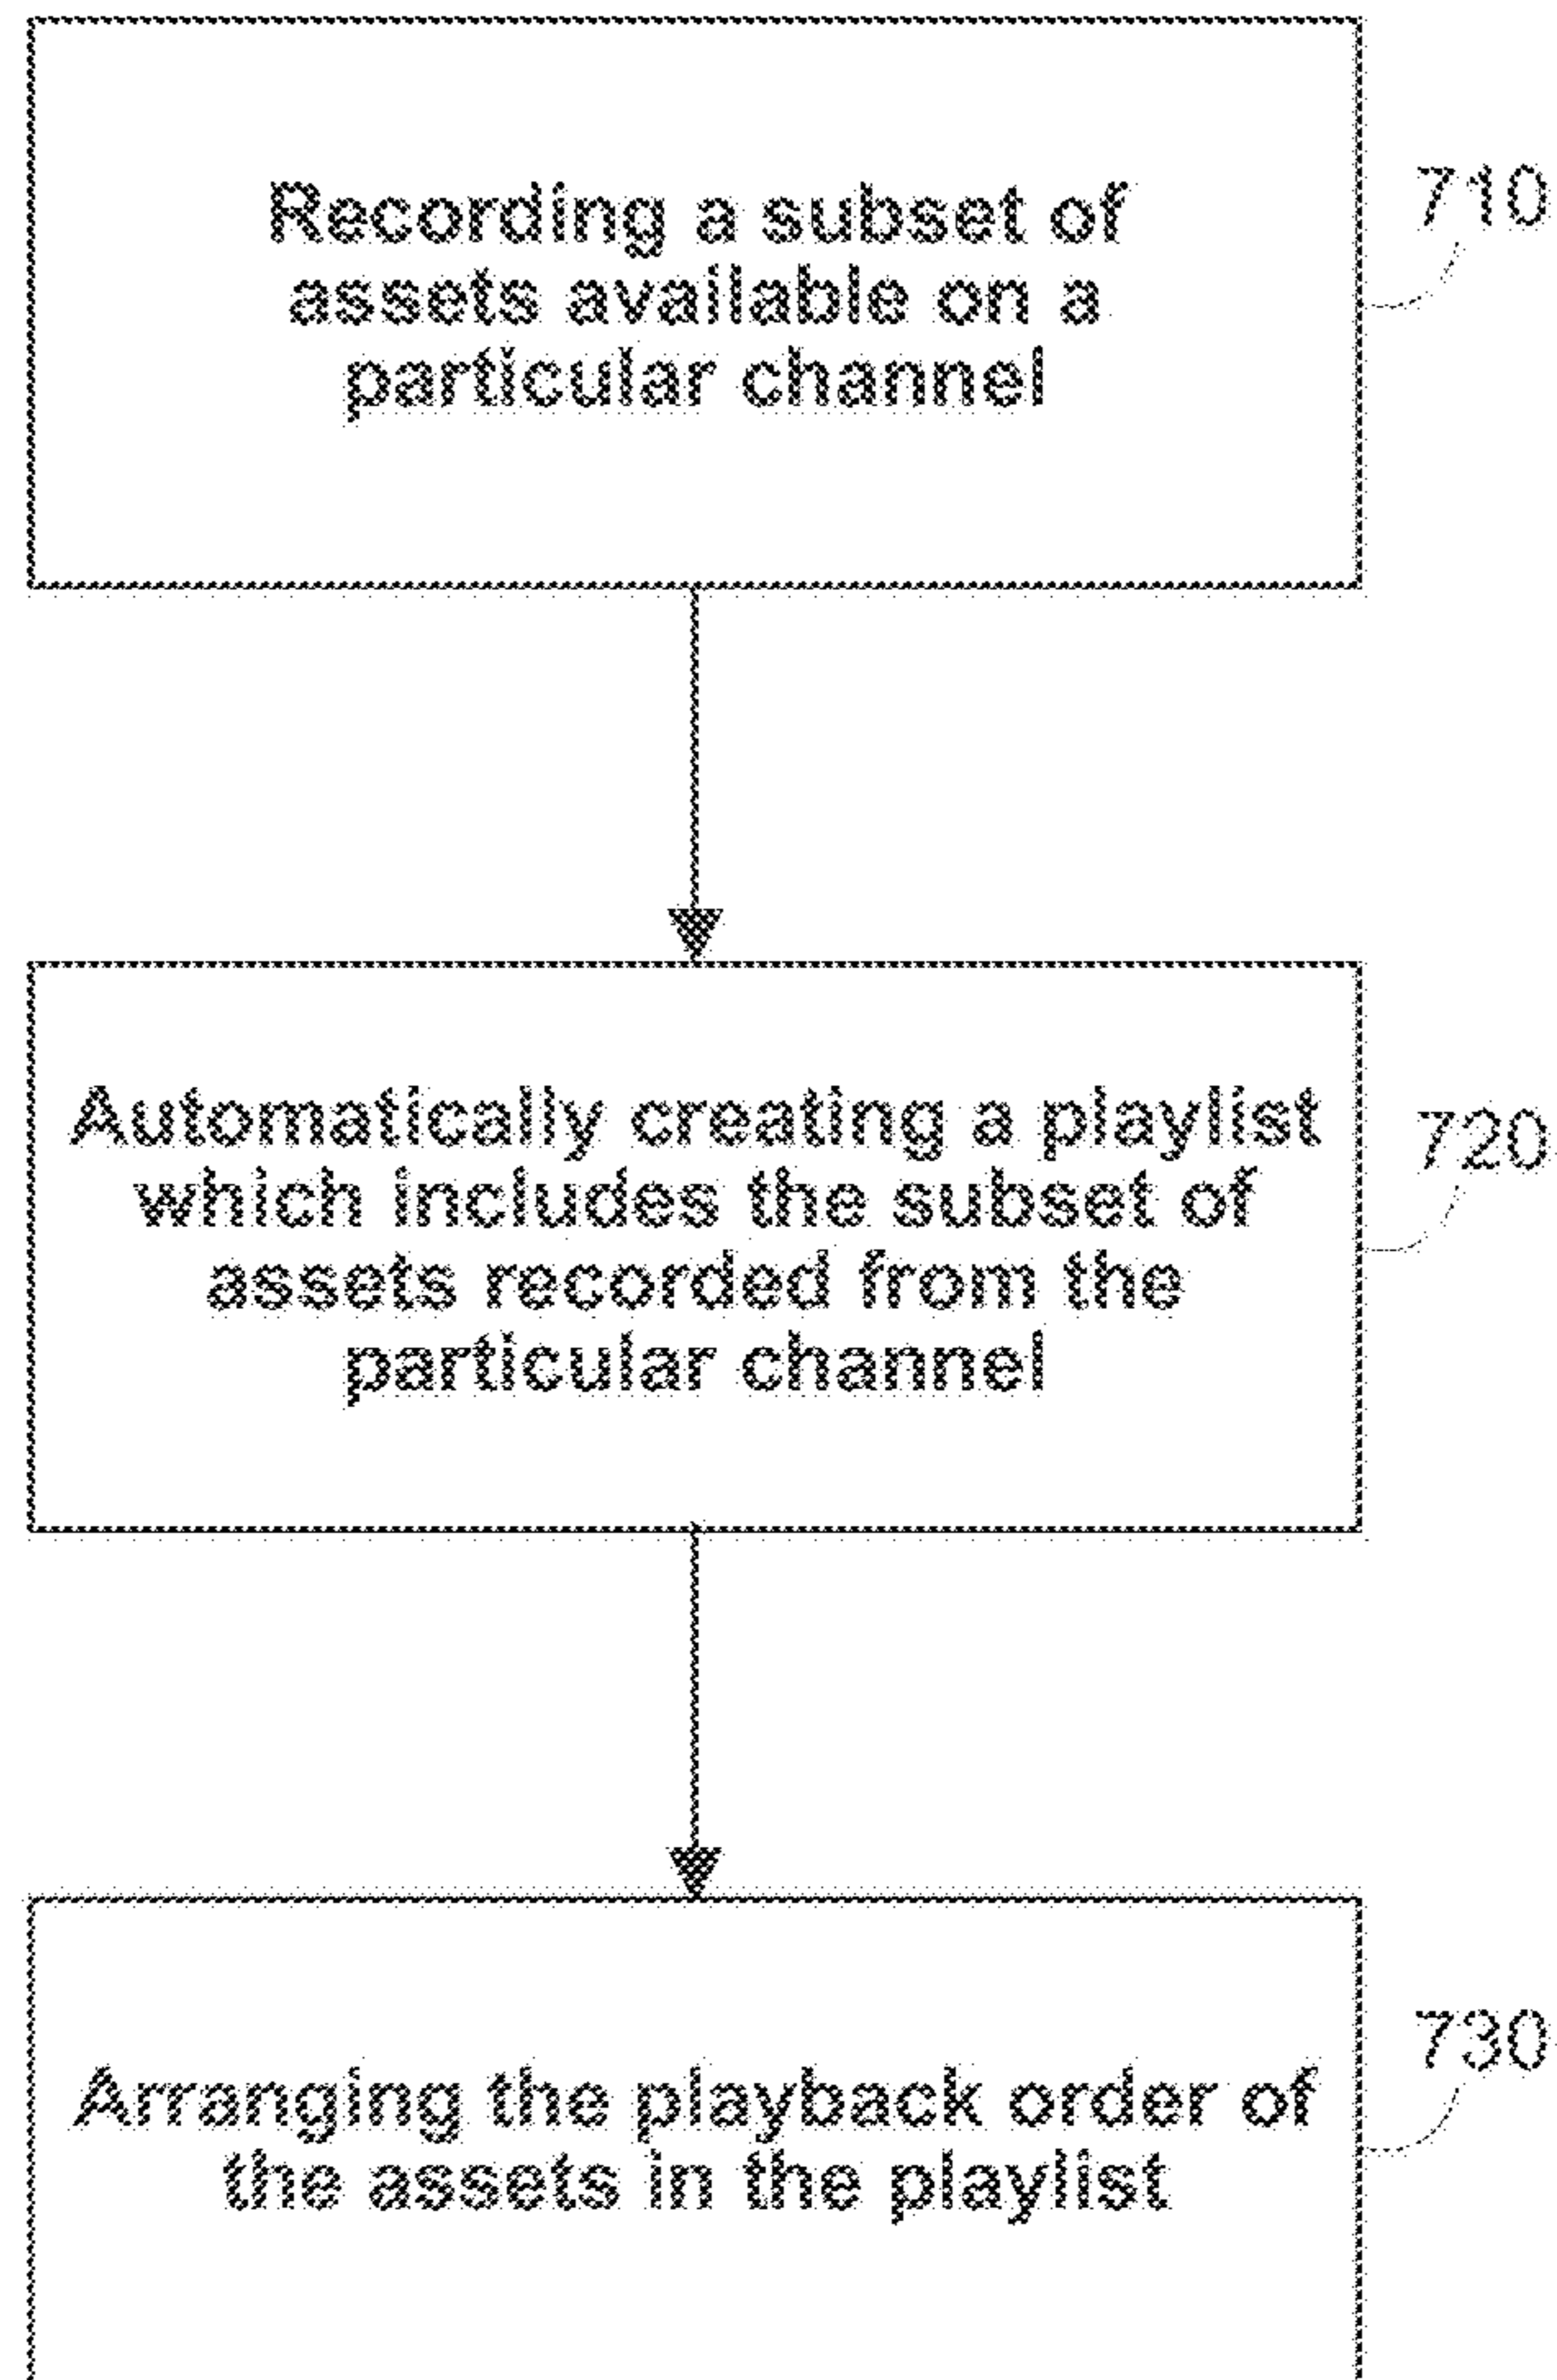 Recording a subset of
assets available on a
particular channel
710
Automatically creating a playlist
which includes the subset of
assets recorded from the
particular channel
720
Arranging the playback order of
the assets in the playlist
730